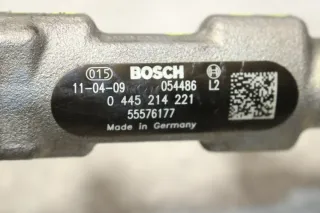 015 BOSCH
11-04-09 054486 L2
0 445 214 221
55576177
Made in Germany